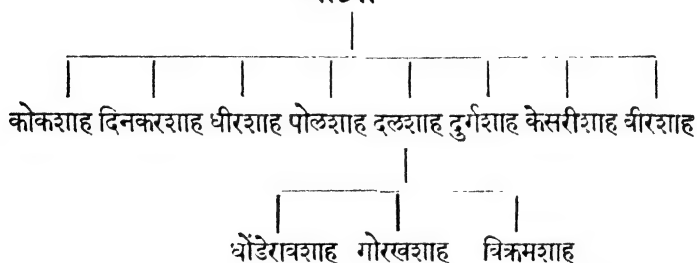 कोकशाह दिनकरशाह धीरशाह पोलशाह दलशाह दुर्गशाह केसरीशाह वीरशाह
धोंडेरावशाह गोरखशाह विक्रमशाह